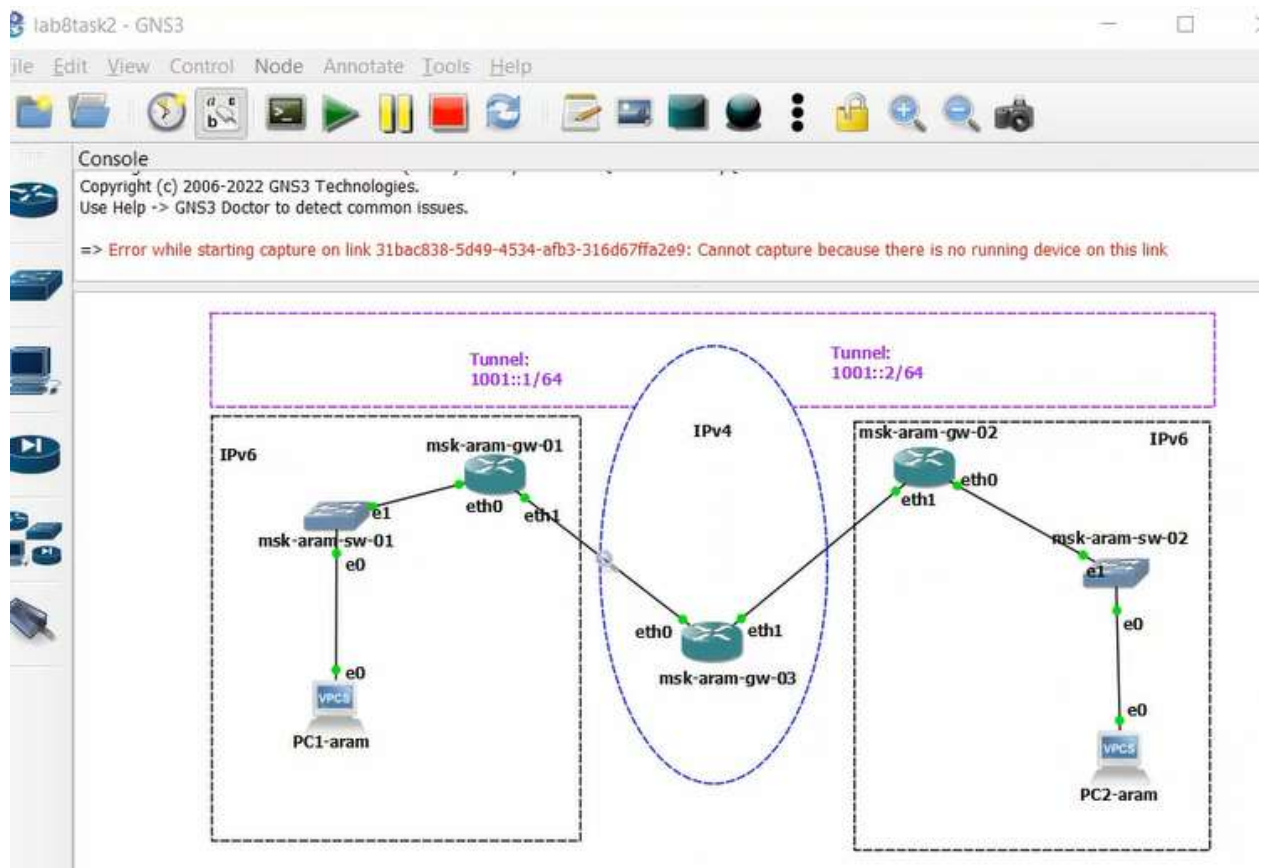 lab8task2 - GNS3
ile Edit View Control Node Annotate Tools Help
Console
Copyright (c) 2006-2022 GNS3 Technologies.
Use Help -> GNS3 Doctor to detect common issues.
=> Error while starting capture on link 31bac838-5d49-4534-afb3-316d67ffa2e9: Cannot capture because there is no running device on this link
Tunnel:
1001::1/64
Tunnel:
1001::2/64
IPv6
msk-aram-gw-01
eth0
eth1
e1
msk-aram-sw-01
e0
e0
VPCS
PC1-aram
IPv4
eth0
eth1
msk-aram-gw-03
msk-aram-gw-02
IPv6
eth0
eth1
msk-aram-sw-02
e1
e0
e0
VPCS
PC2-aram